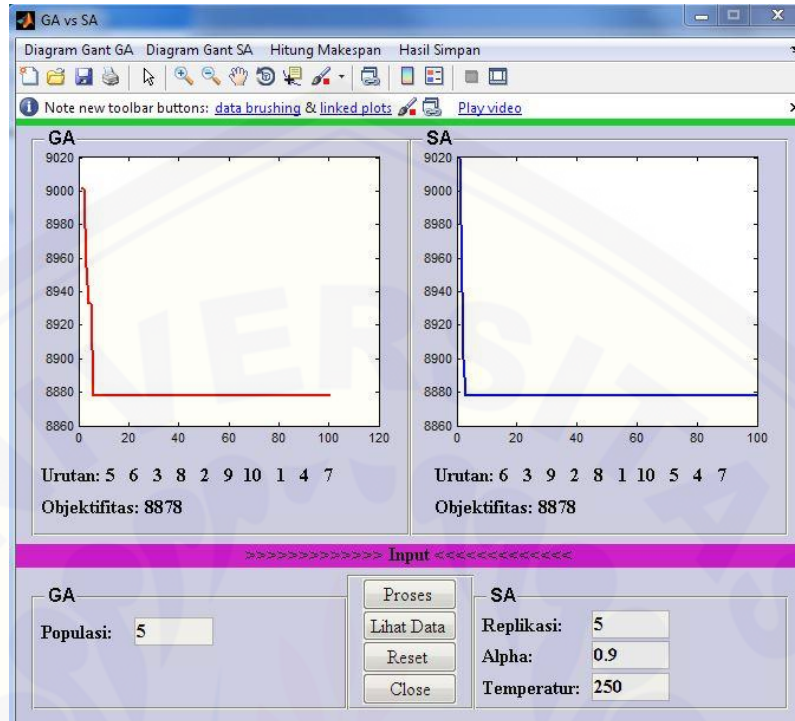 GA vs SA
Diagram Gant GA Diagram Gant SA Hitung Makespan Hasil Simpan
Note new toolbar buttons: data brushing & linked plots Play video
GA
9020
9000
8980
8960
8940
8920
8900
8880
8860
0 20 40 60 80 100 120
Urutan: 5 6 3 8 2 9 10 1 4 7
Objektifitas: 8878
SA
9020
9000
8980
8960
8940
8920
8900
8880
8860
0 20 40 60 80 100
Urutan: 6 3 9 2 8 1 10 5 4 7
Objektifitas: 8878
>>>>>>>>>>>>> Input <<<<<<<<<<<<<
GA
Populasi: 5
Proses
Lihat Data
Reset
Close
SA
Replikasi: 5
Alpha: 0.9
Temperatur: 250